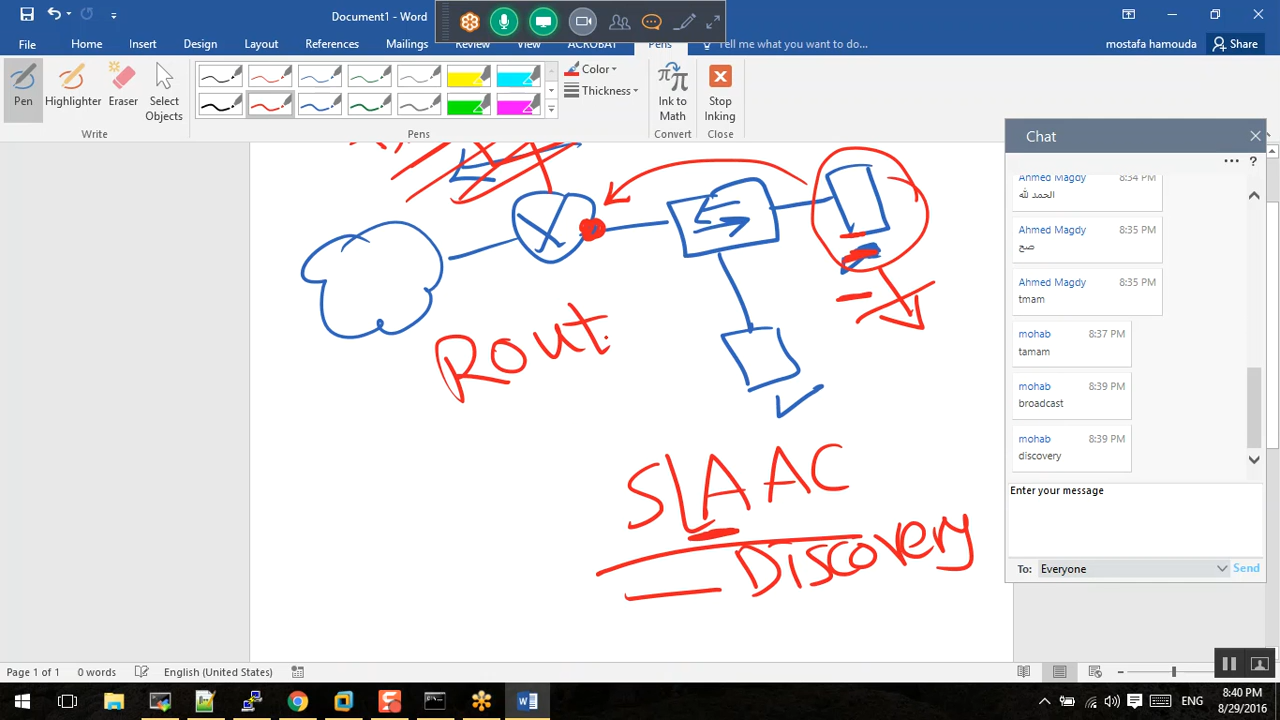 Document1 - Word
File Home Insert Design Layout References Mailings Review View ACROBAT Pens Tell me what you want to do...
mostafa hamouda Share
Pen Highlighter Eraser Select Objects
Color
Thickness
Ink to Math
Stop Inking
Write Pens Convert Close
Rout
SLAAC
Discovery
Chat
Ahmed Magdy 8:34 PM
الحمد لله
Ahmed Magdy 8:35 PM
صح
Ahmed Magdy 8:35 PM
tmam
mohab 8:37 PM
tamam
mohab 8:39 PM
broadcast
mohab 8:39 PM
discovery
Enter your message
To: Everyone Send
Page 1 of 1 0 words English (United States)
ENG
8:40 PM
8/29/2016